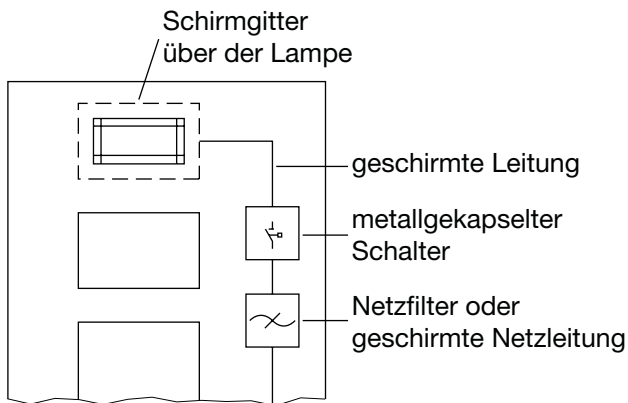 Schirmgitter
über der Lampe
geschirmte Leitung
metallgekapselter
Schalter
Netzfilter oder
geschirmte Netzleitung